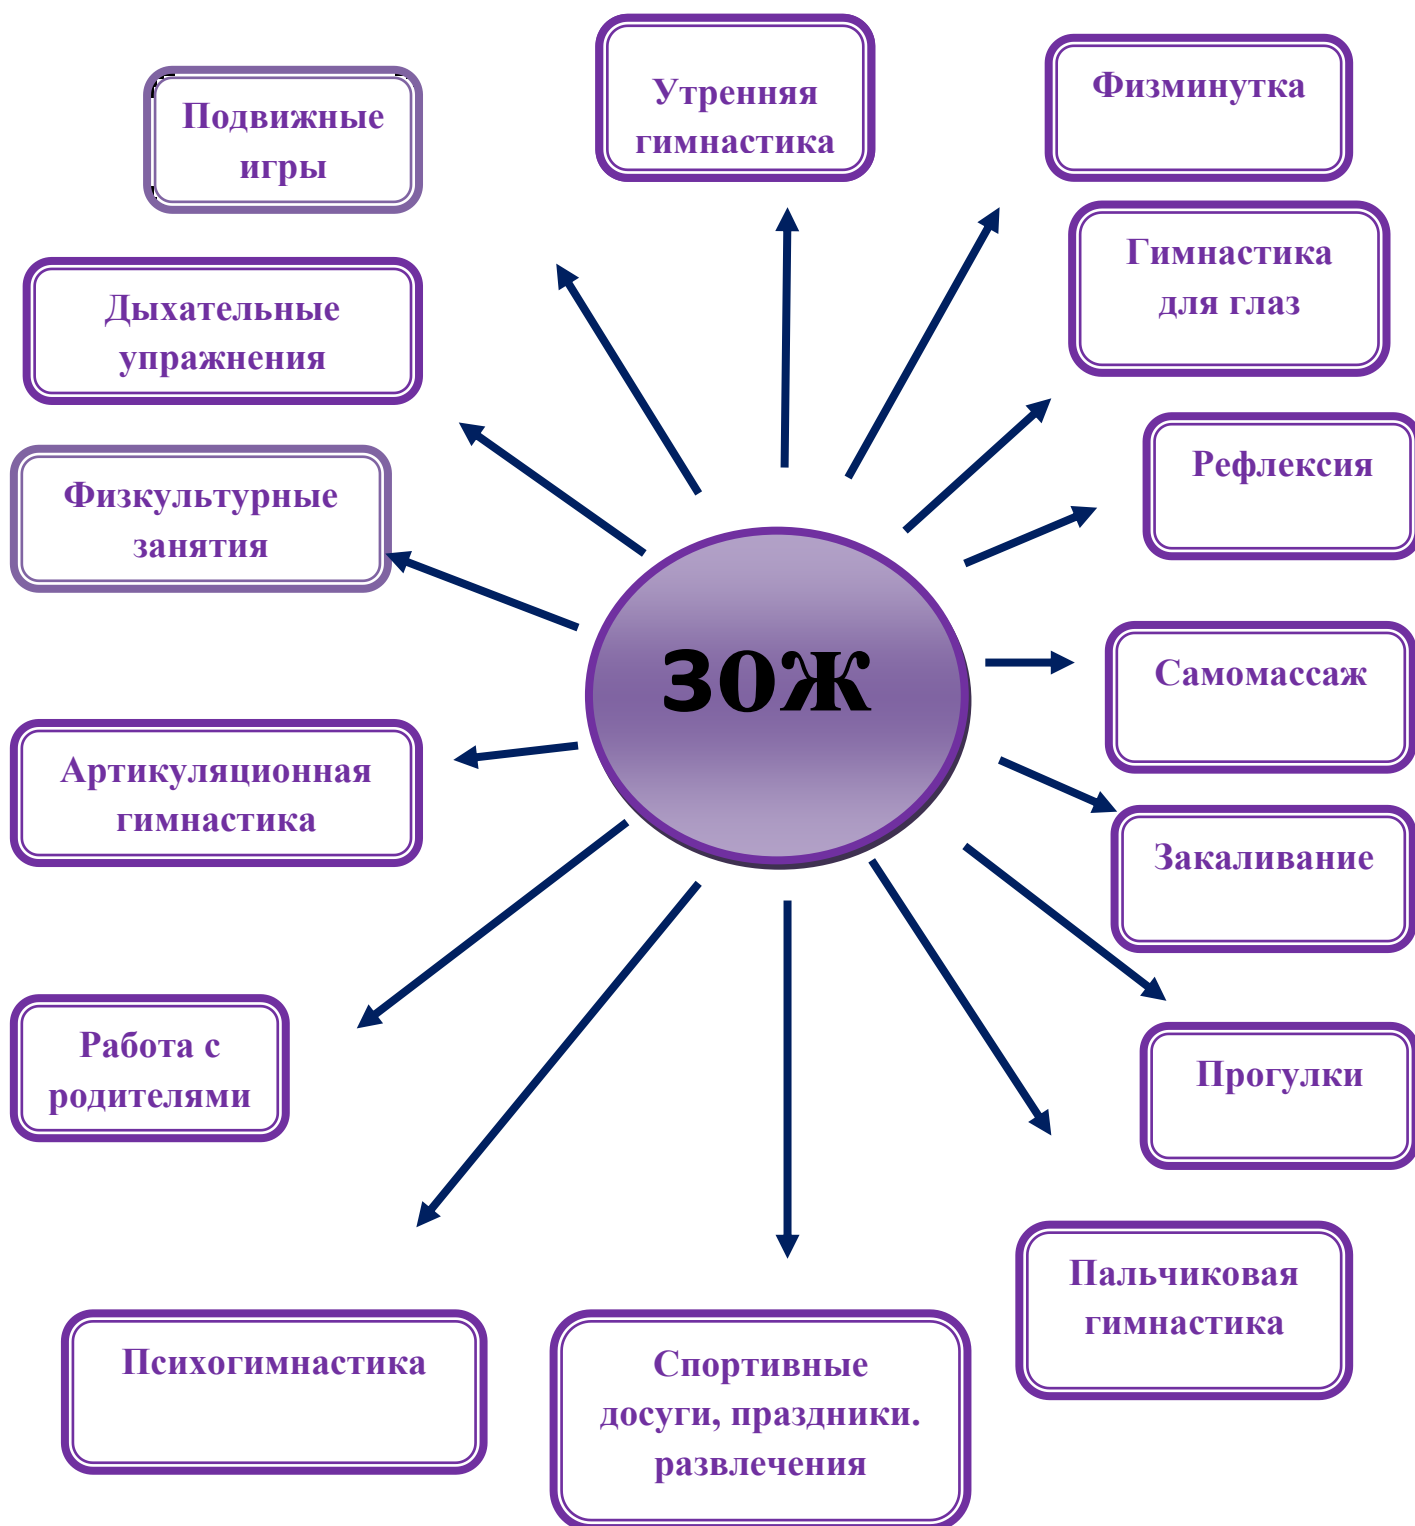 Утренняя
гимнастика
Физминутка
Подвижные
игры
Гимнастика
для глаз
Дыхательные
упражнения
Рефлексия
Физкультурные
занятия
зож
Самомассаж
Артикуляционная
гимнастика
Закаливание
Работа с
родителями
Прогулки
Пальчиковая
гимнастика
Психогимнастика
Спортивные
досуги, праздники.
развлечения